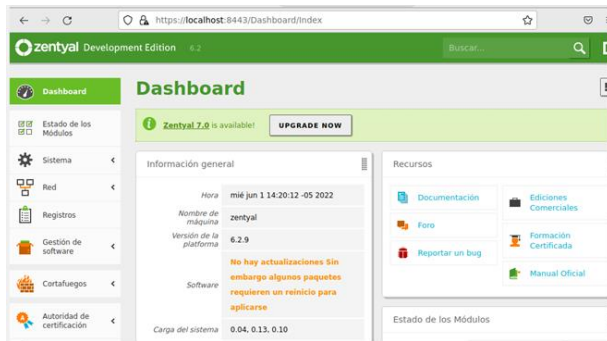 https://localhost:8443/Dashboard/Index
zentyal Development Edition 6.2
Buscar...
Dashboard
Estado de los
Módulos
Sistema
Red
Registros
Gestión de
software
Cortafuegos
Autoridad de
certificación
Dashboard
Zentyal 7.0 is available! UPGRADE NOW
Información general
Hora mié jun 1 14:20:12 -05 2022
Nombre de
máquina zentyal
Versión de la
plataforma 6.2.9
Software No hay actualizaciones Sin
embargo algunos paquetes
requieren un reinicio para
aplicarse
Carga del sistema 0.04, 0.13, 0.10
Recursos
Documentación
Foro
Reportar un bug
Ediciones
Comerciales
Formación
Certificada
Manual Oficial
Estado de los Módulos